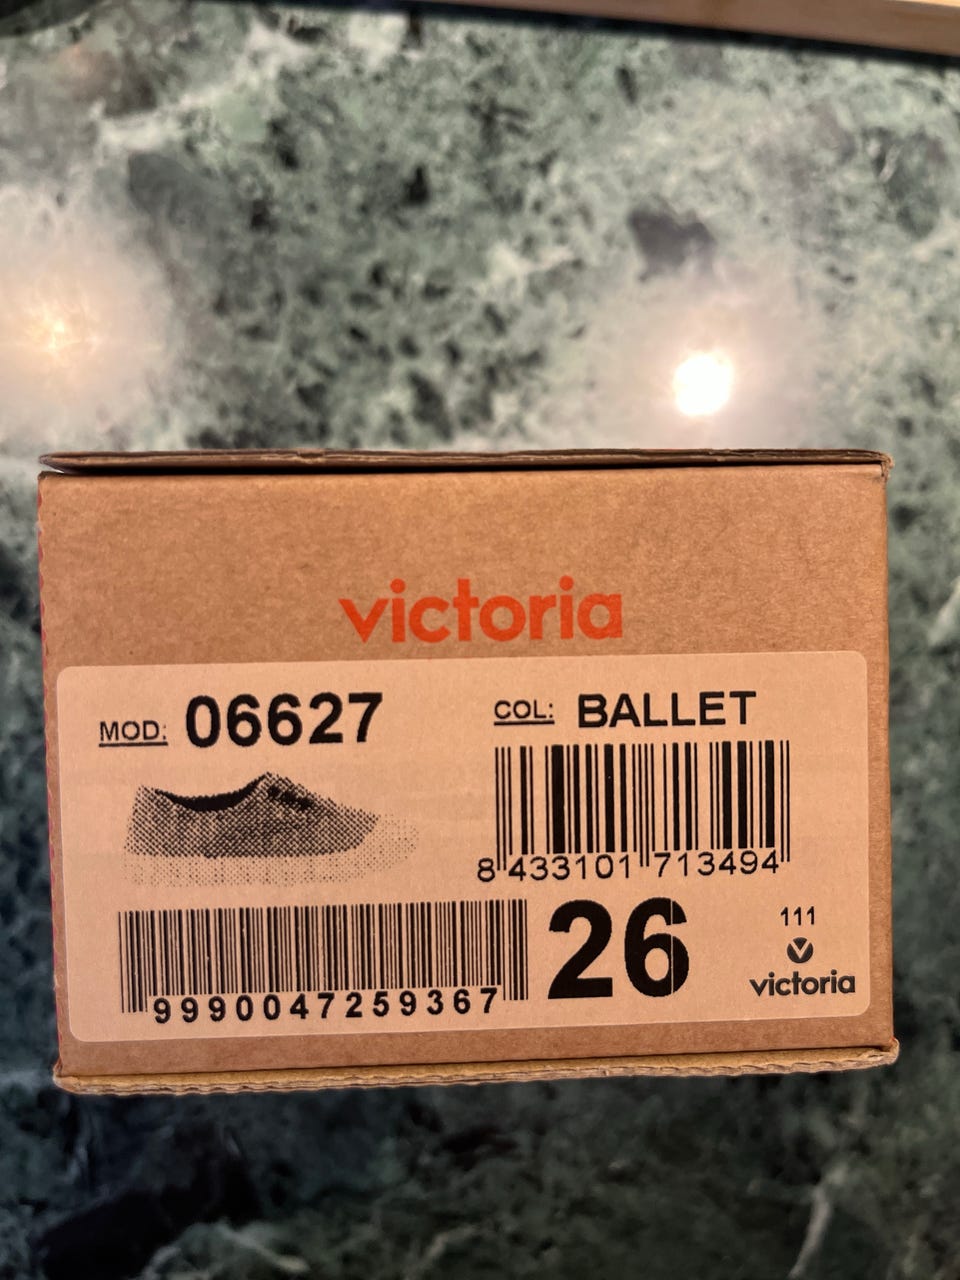 victoria
MOD: 06627
COL: BALLET
8 433101 713494
9990047259367
26
111
victoria